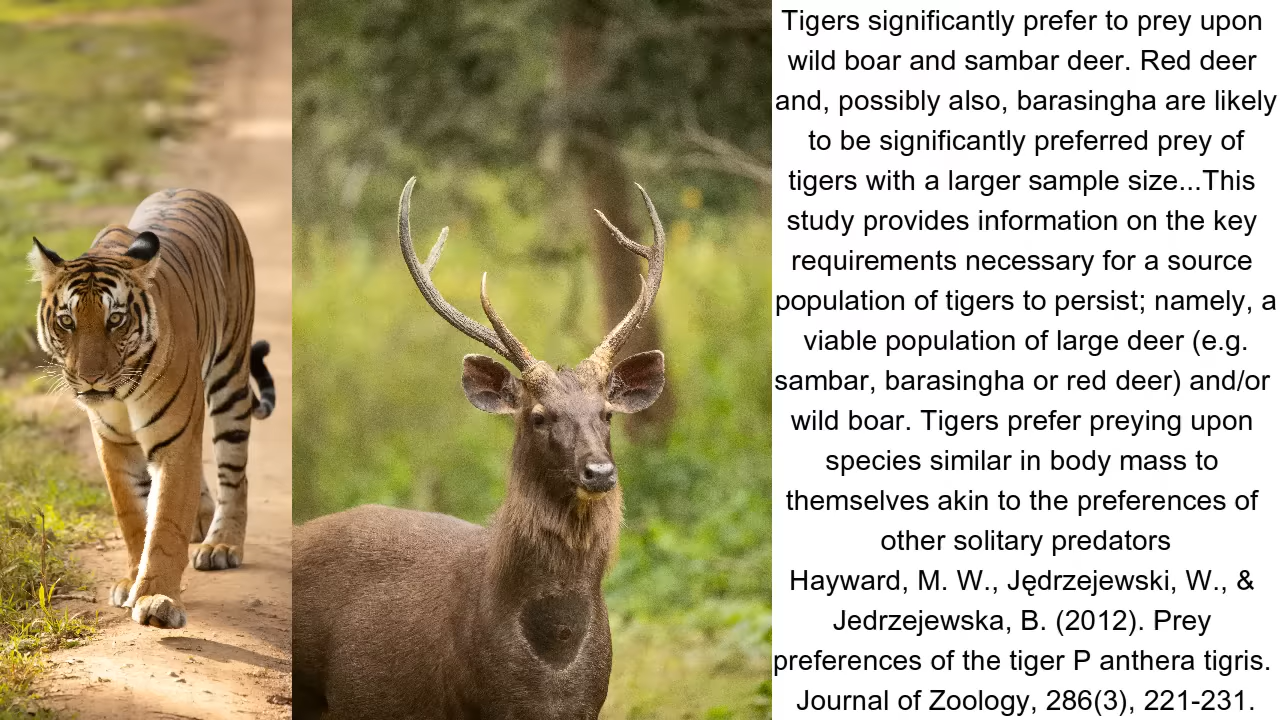 Tigers significantly prefer to prey upon
wild boar and sambar deer. Red deer
and, possibly also, barasingha are likely
to be significantly preferred prey of
tigers with a larger sample size...This
study provides information on the key
requirements necessary for a source
population of tigers to persist; namely, a
viable population of large deer (e.g.
sambar, barasingha or red deer) and/or
wild boar. Tigers prefer preying upon
species similar in body mass to
themselves akin to the preferences of
other solitary predators
Hayward, M. W., Jędrzejewski, W., &
Jedrzejewska, B. (2012). Prey
preferences of the tiger P anthera tigris.
Journal of Zoology, 286(3), 221-231.